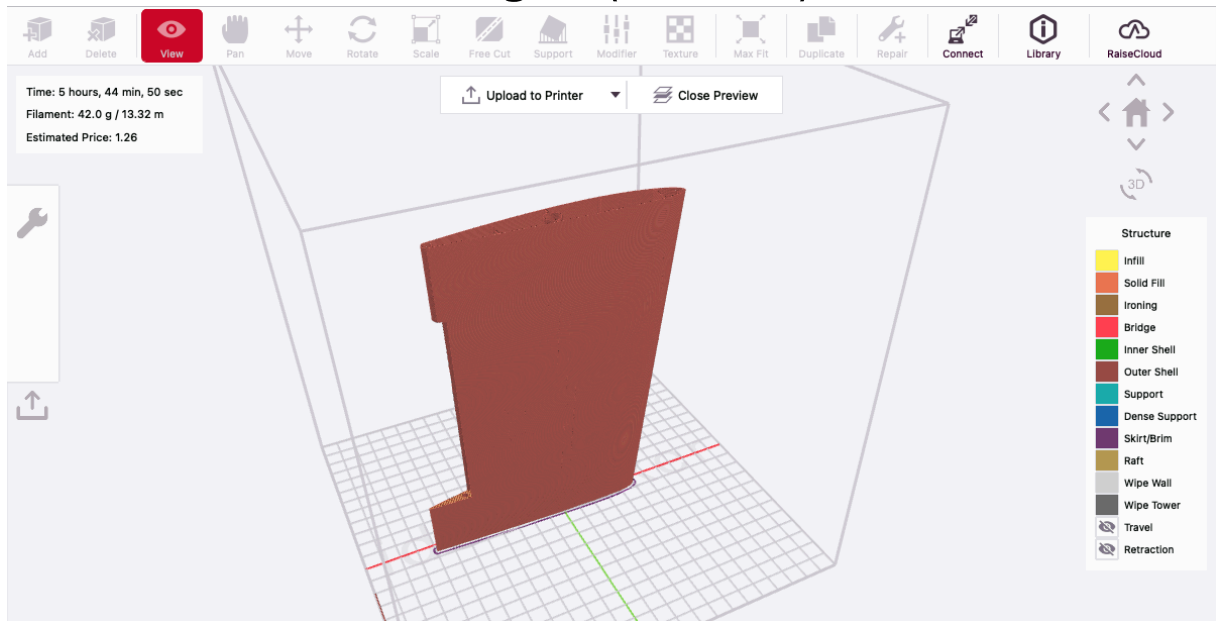 Add
Delete
View
Pan
Move
Rotate
Scale
Free Cut
Support
Modifier
Texture
Max Fit
Duplicate
Repair
Connect
Library
RaiseCloud
Time: 5 hours, 44 min, 50 sec
Filament: 42.0 g / 13.32 m
Estimated Price: 1.26
Upload to Printer
Close Preview
3D
Structure
Infill
Solid Fill
Ironing
Bridge
Inner Shell
Outer Shell
Support
Dense Support
Skirt/Brim
Raft
Wipe Wall
Wipe Tower
Travel
Retraction